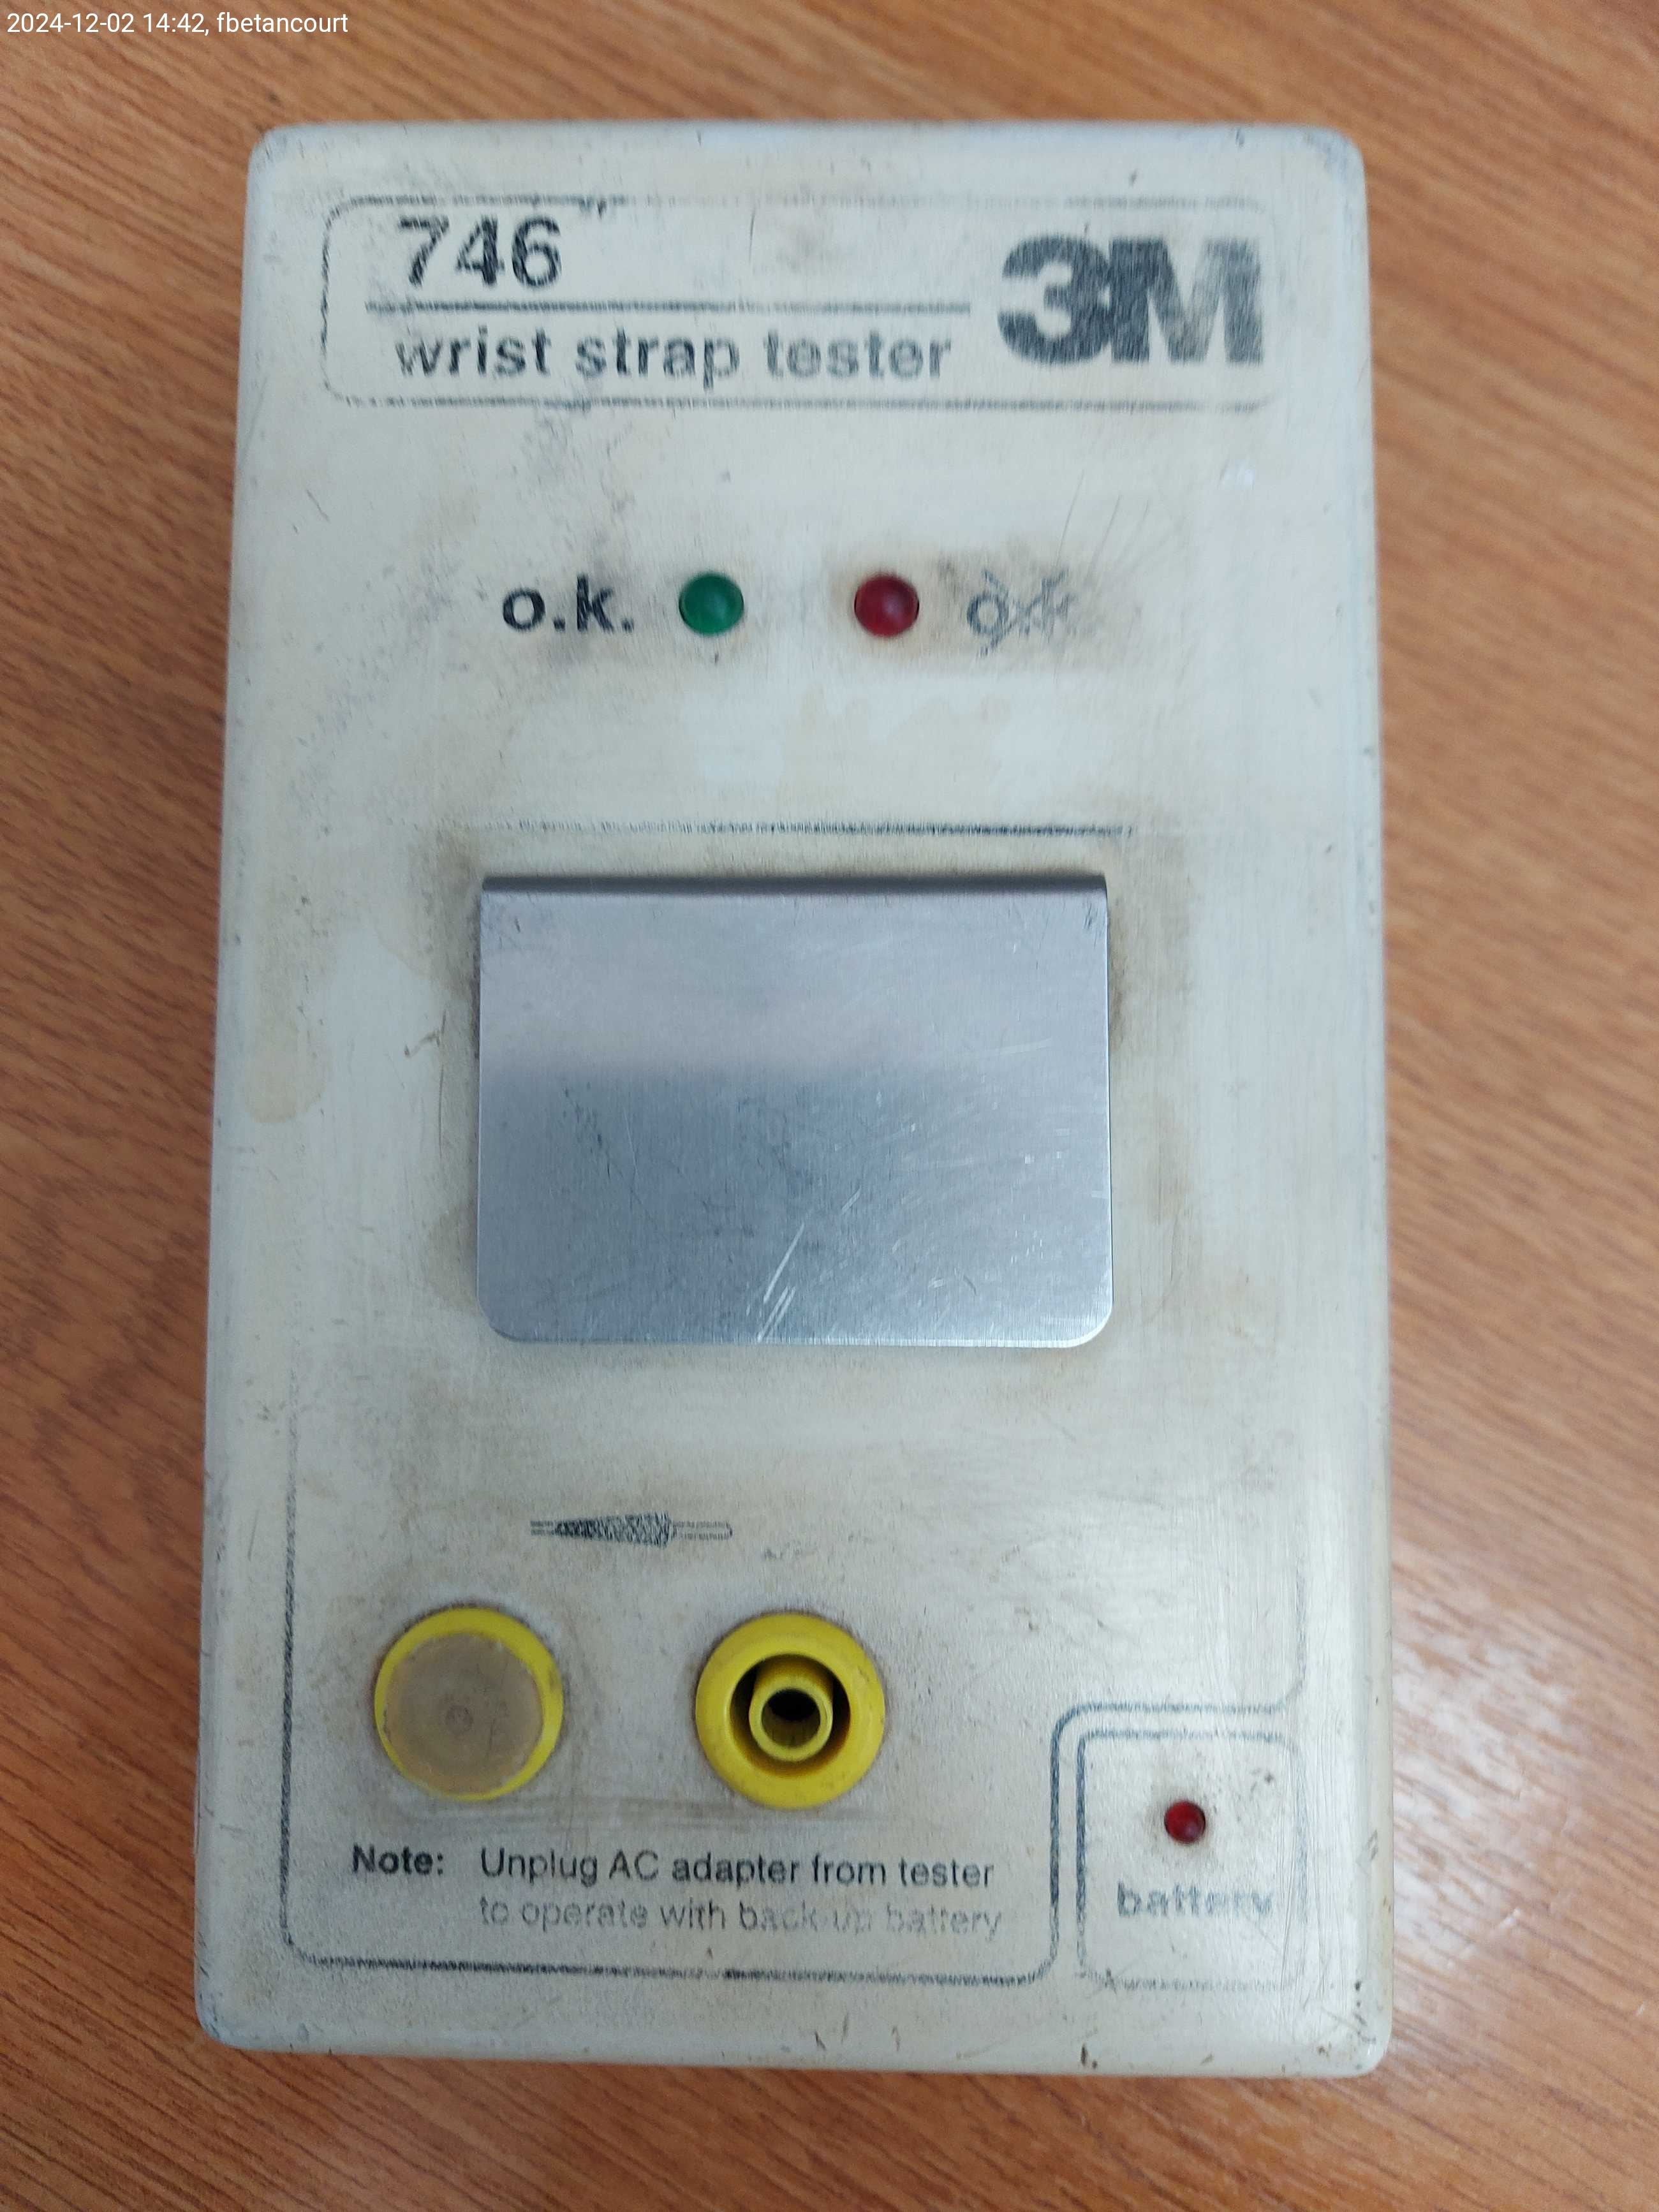 2024-12-02 14:42, fbetancourt
746
3M
wrist strap tester
o.k.
o.k.
Note: Unplug AC adapter from tester
to operate with back-up battery
battery